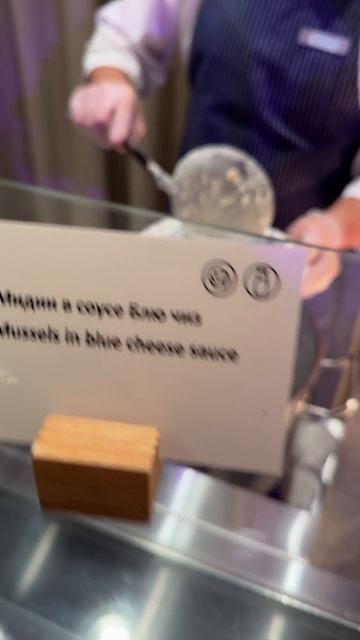 Мидии в соусе Блю чиз
Mussels in blue cheese sauce